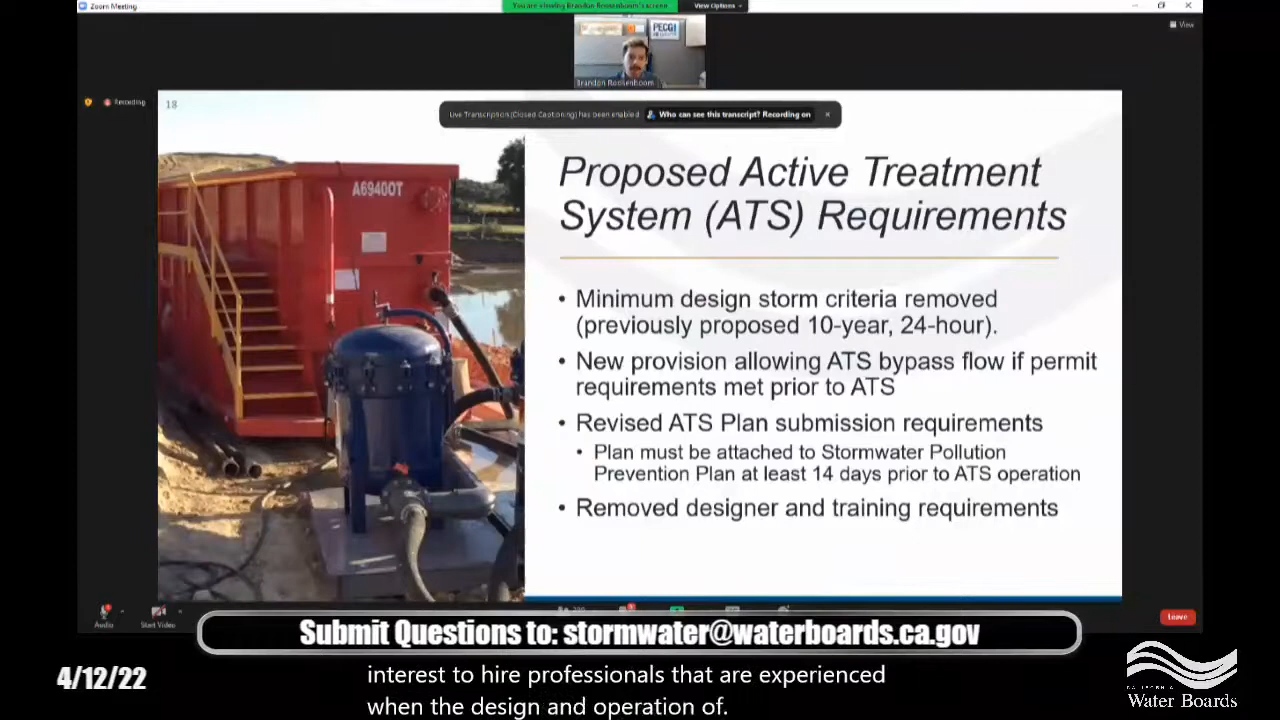 Zoom Meeting
You are viewing Brandon Roosenboom's screen
View Options
View
PECG!
Brandon Roosenboom
Recording
18
Live Transcription (Closed Captioning) has been enabled
Who can see this transcript? Recording on
A6940OT
Proposed Active Treatment
System (ATS) Requirements
• Minimum design storm criteria removed
(previously proposed 10-year, 24-hour).
• New provision allowing ATS bypass flow if permit
requirements met prior to ATS
• Revised ATS Plan submission requirements
• Plan must be attached to Stormwater Pollution
Prevention Plan at least 14 days prior to ATS operation
• Removed designer and training requirements
Audio
Start Video
Leave
Submit Questions to: stormwater@waterboards.ca.gov
interest to hire professionals that are experienced
when the design and operation of.
4/12/22
CALIFORNIA
Water Boards